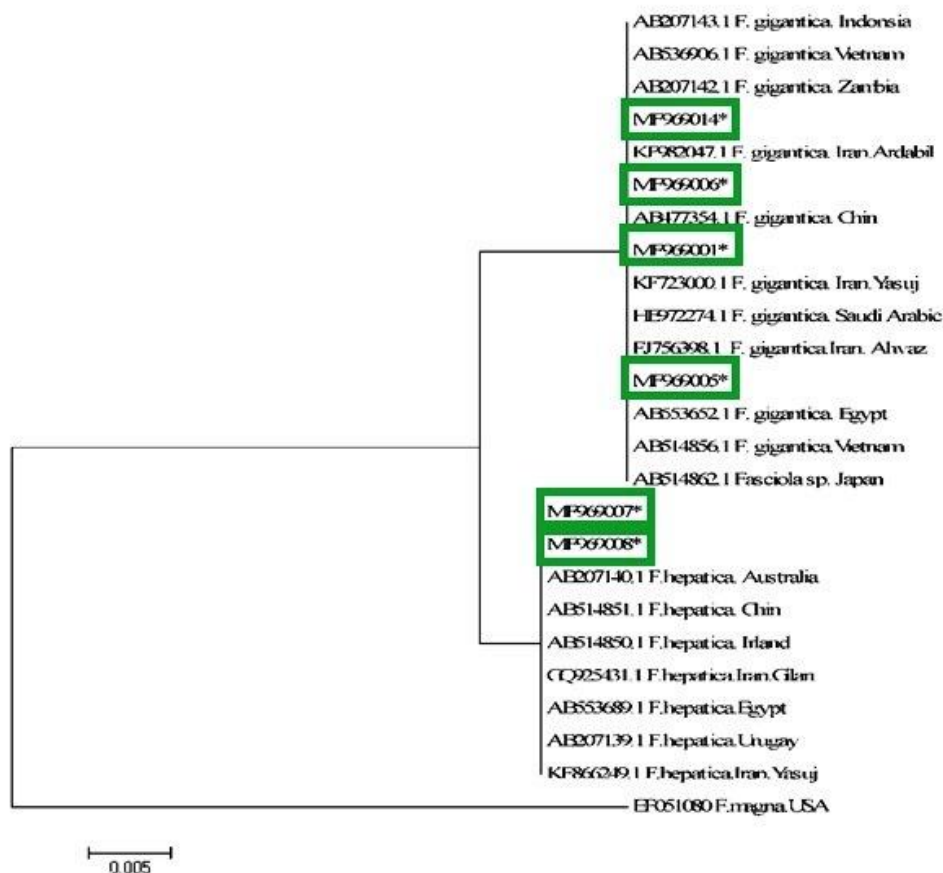 AB207143.1 F. gigantica. Indonsia
AB536906.1 F. gigantica.Vietnam
AB207142.1 F. gigantica. Zambia
MF969014*
KF982047.1 F. gigantica. Iran.Ardabil
MF969006*
AB477354.1 F. gigantica. Chin
MF969001*
KF723000.1 F. gigantica. Iran.Yasuj
HE972274.1 F. gigantica. Saudi Arabic
FJ756398.1 F. gigantica.Iran. Ahvaz
MF969005*
AB553652.1 F. gigantica. Egypt
AB514856.1 F. gigantica.Vietnam
AB514862.1 Fasciola sp. Japan
MF969007*
MF969008*
AB207140.1 F.hepatica. Australia
AB514851.1 F.hepatica. Chin
AB514850.1 F.hepatica. Irland
GQ925431.1 F.hepatica.Iran.Gilan
AB553689.1 F.hepatica.Egypt
AB207139.1 F.hepatica.Urugay
KF866249.1 F.hepatica.Iran. Yasuj
EF051080 F.magna.USA
0.005